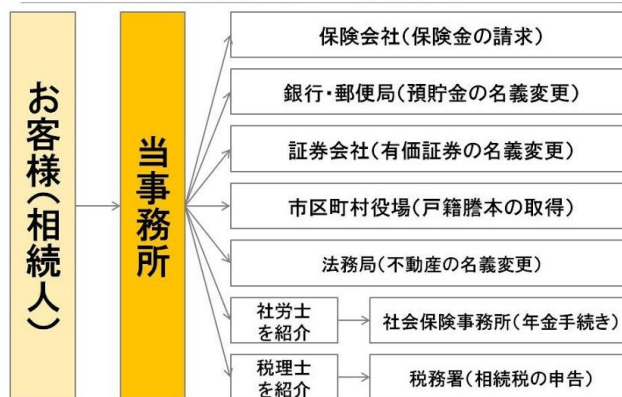 お客様(相続人)
当事務所
保険会社(保険金の請求)
銀行・郵便局(預貯金の名義変更)
証券会社(有価証券の名義変更)
市区町村役場(戸籍謄本の取得)
法務局(不動産の名義変更)
社労士
を紹介
社会保険事務所(年金手続き)
税理士
を紹介
税務署(相続税の申告)